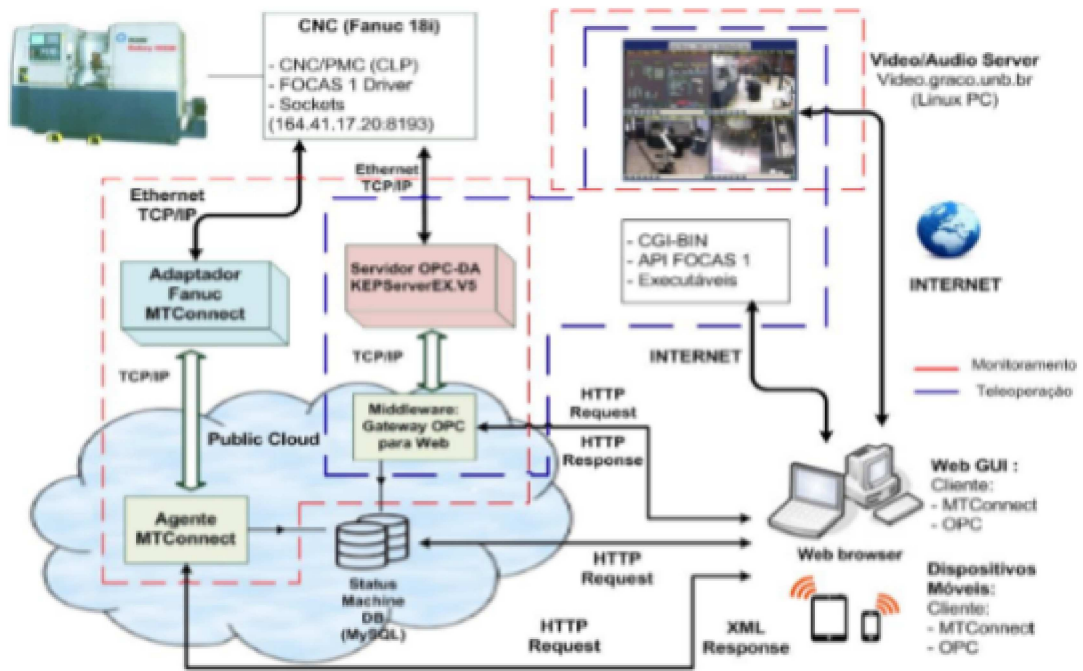 CNC (Fanuc 18i)
- CNC/PMC (CLP)
- FOCAS 1 Driver
- Sockets
(164.41.17.20:8193)
Video/Audio Server
Video.graco.unb.br
(Linux PC)
Ethernet
TCP/IP
Ethernet
TCP/IP
Adaptador
Fanuc
MTConnect
Servidor OPC-DA
KEPServerEX.V5
- CGI-BIN
- API FOCAS 1
- Executáveis
INTERNET
TCP/IP
TCP/IP
INTERNET
Monitoramento
Teleoperação
Public Cloud
Middleware:
Gateway OPC
para Web
HTTP
Request
HTTP
Response
Agente
MTConnect
Status
Machine
DB
(MySQL)
HTTP
Request
Web browser
Web GUI :
Cliente:
- MTConnect
- OPC
HTTP
Request
XML
Response
Dispositivos
Móveis:
Cliente:
- MTConnect
- OPC